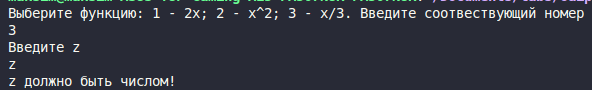 Выберите функцию: 1 - 2x; 2 - x^2; 3 - x/3. Введите соотвествующий номер
3
Введите z
z
z должно быть числом!